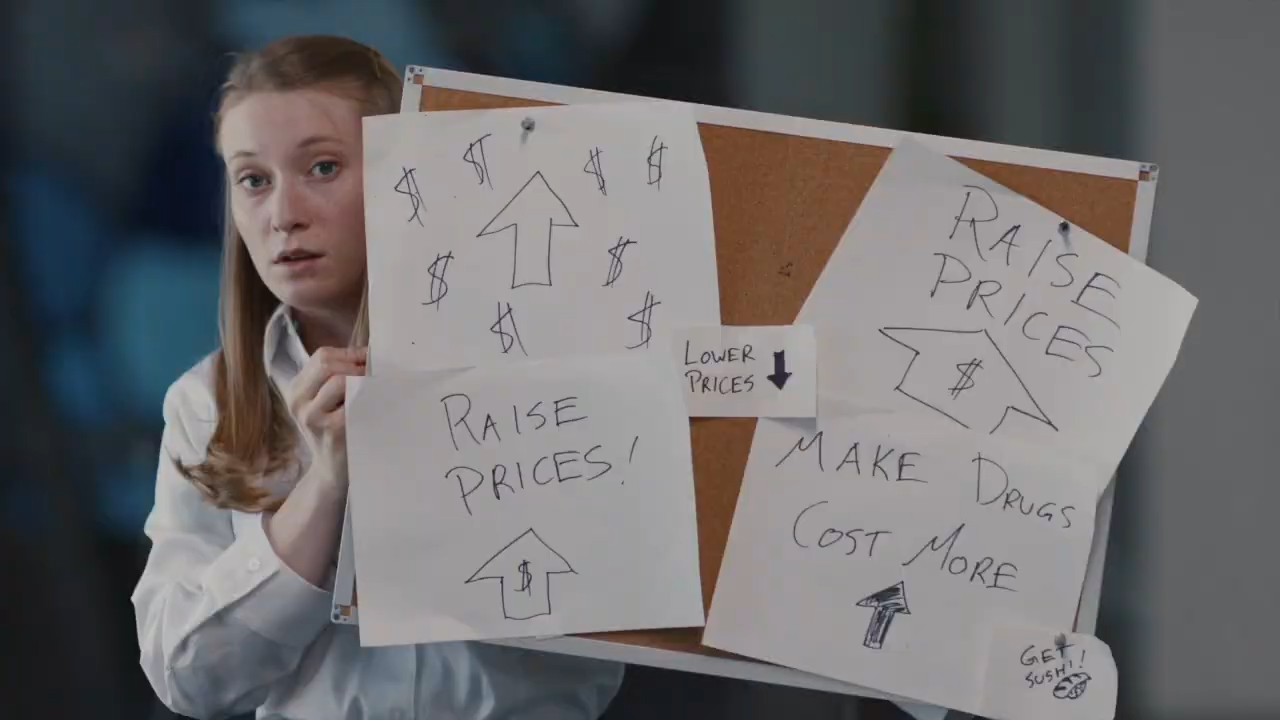 $ $ $ $
$ $
$ $
RAISE
PRICES!
$
LOWER
PRICES
RAISE
PRICES
$
MAKE DRUGS
COST MORE
GET
SUSHI!